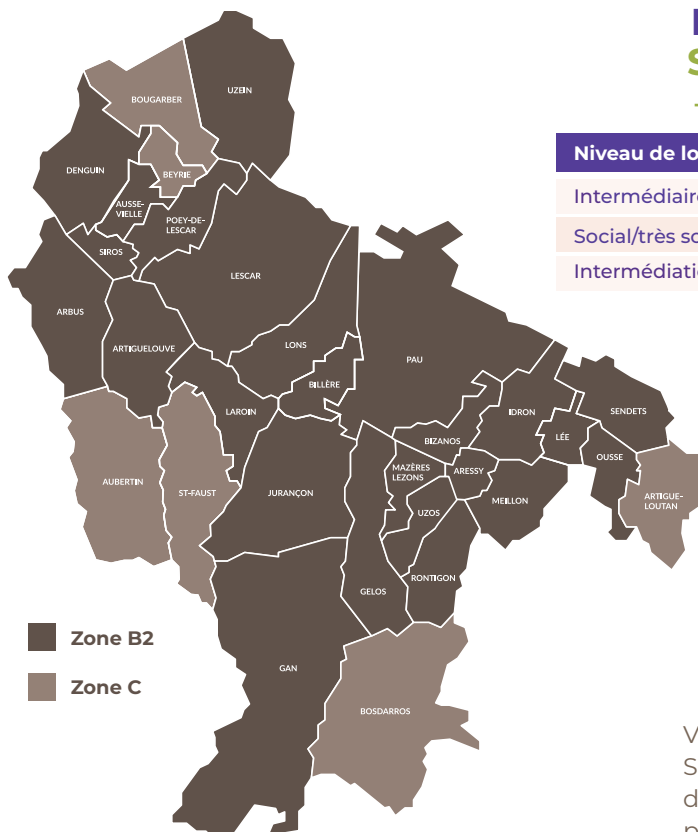 UZEIN
BOUGARBER
DENGUIN
BEYRIE
AUSSE-
VIELLE
POEY-DE-
LESCAR
SIROS
LESCAR
ARBUS
ARTIGUELOUVE
LONS
PAU
BILLÈRE
LAROIN
IDRON
SENDETS
BIZANOS
LÉE
OUSSE
AUBERTIN
ST-FAUST
JURANÇON
MAZÈRES
LEZONS
ARESSY
MEILLON
ARTIGUE-
LOUTAN
UZOS
RONTIGNON
GELOS
GAN
BOSDARROS
Zone B2
Zone C
Niveau de lo
Intermédiaire
Social/très so
Intermédiatio
V
S
d